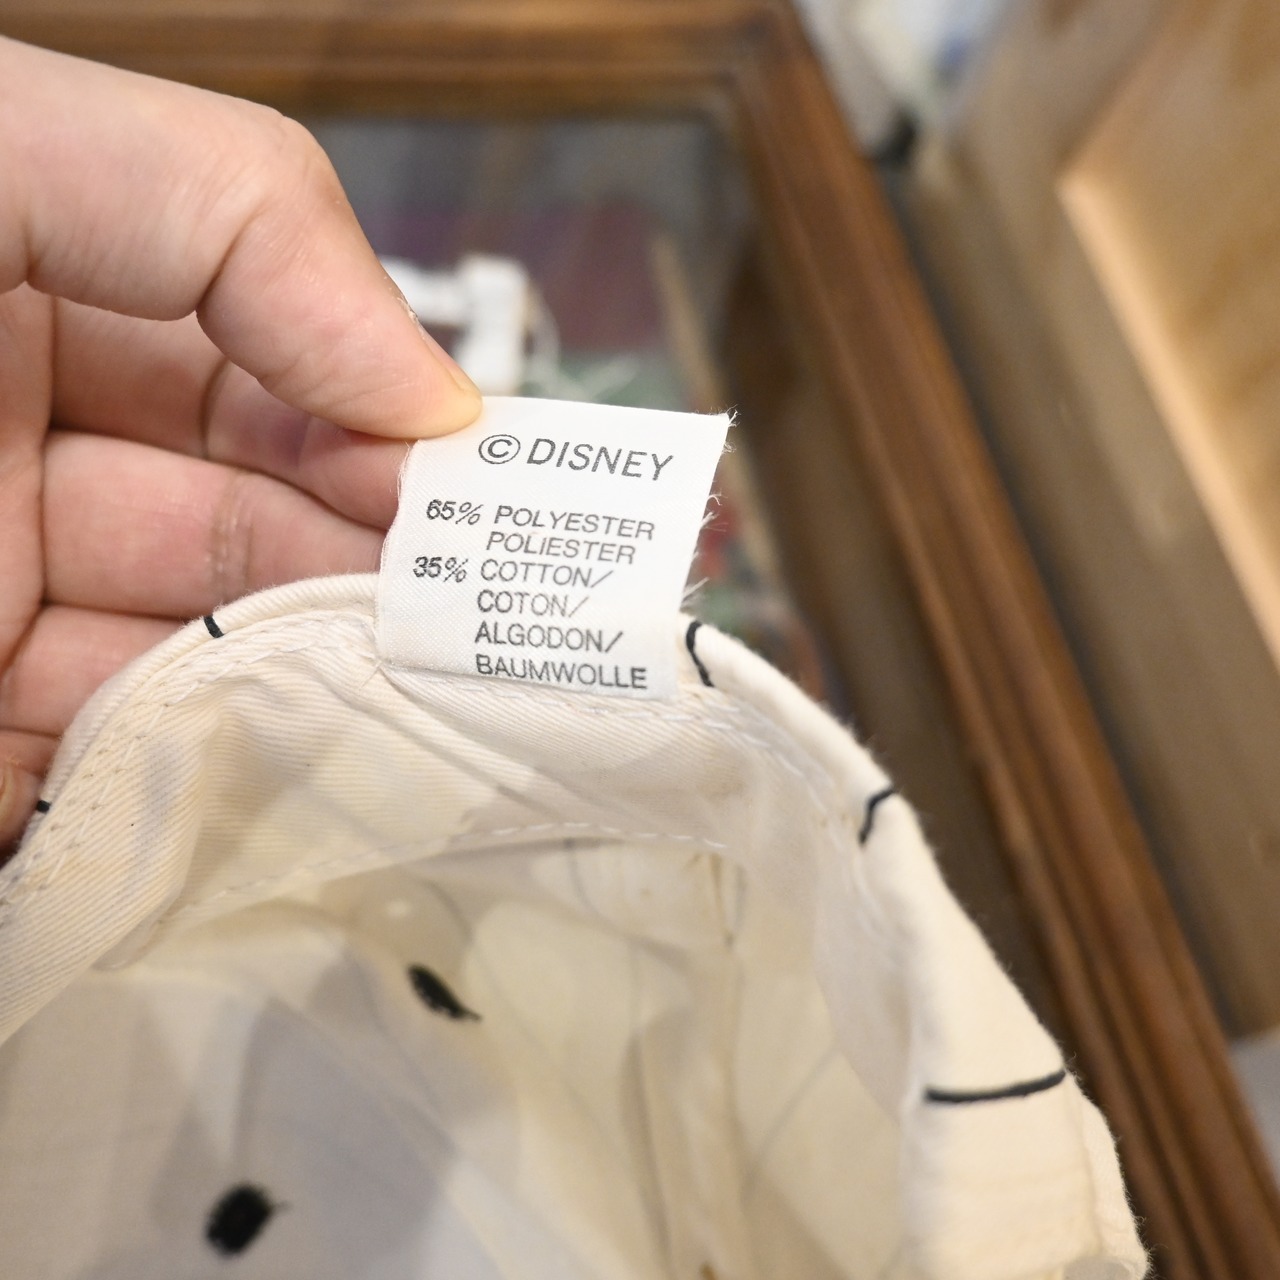 ©DISNEY
65% POLYESTER
POLIESTER
35% COTTON/
COTON/
ALGODON/
BAUMWOLLE